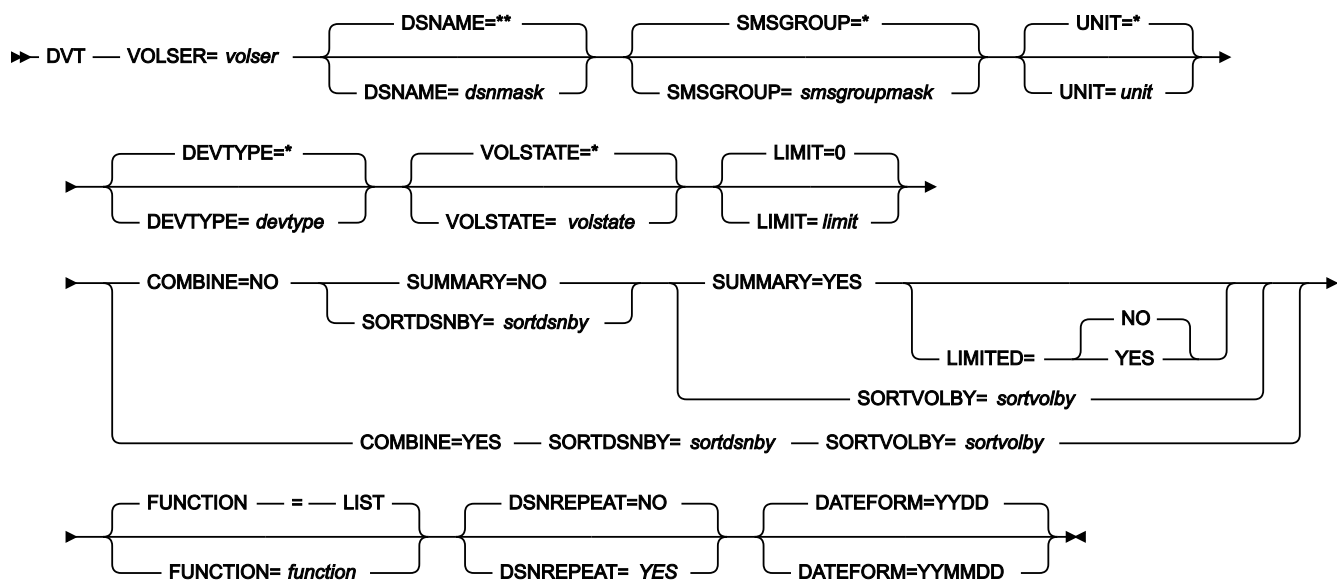 DSNAME=** SMSGROUP=* UNIT=*
DVT VOLSER= volser
DSNAME= dsnmask SMSGROUP= smsgroupmask UNIT= unit
DEVTYPE=* VOLSTATE=* LIMIT=0
DEVTYPE= devtype VOLSTATE= volstate LIMIT= limit
COMBINE=NO SUMMARY=NO SUMMARY=YES
SORTDSNBY= sortdsnby NO
LIMITED= YES
SORTVOLBY= sortvolby
COMBINE=YES SORTDSNBY= sortdsnby SORTVOLBY= sortvolby
FUNCTION = LIST DSNREPEAT=NO DATEFORM=YYDD
FUNCTION= function DSNREPEAT= YES DATEFORM=YYMMDD